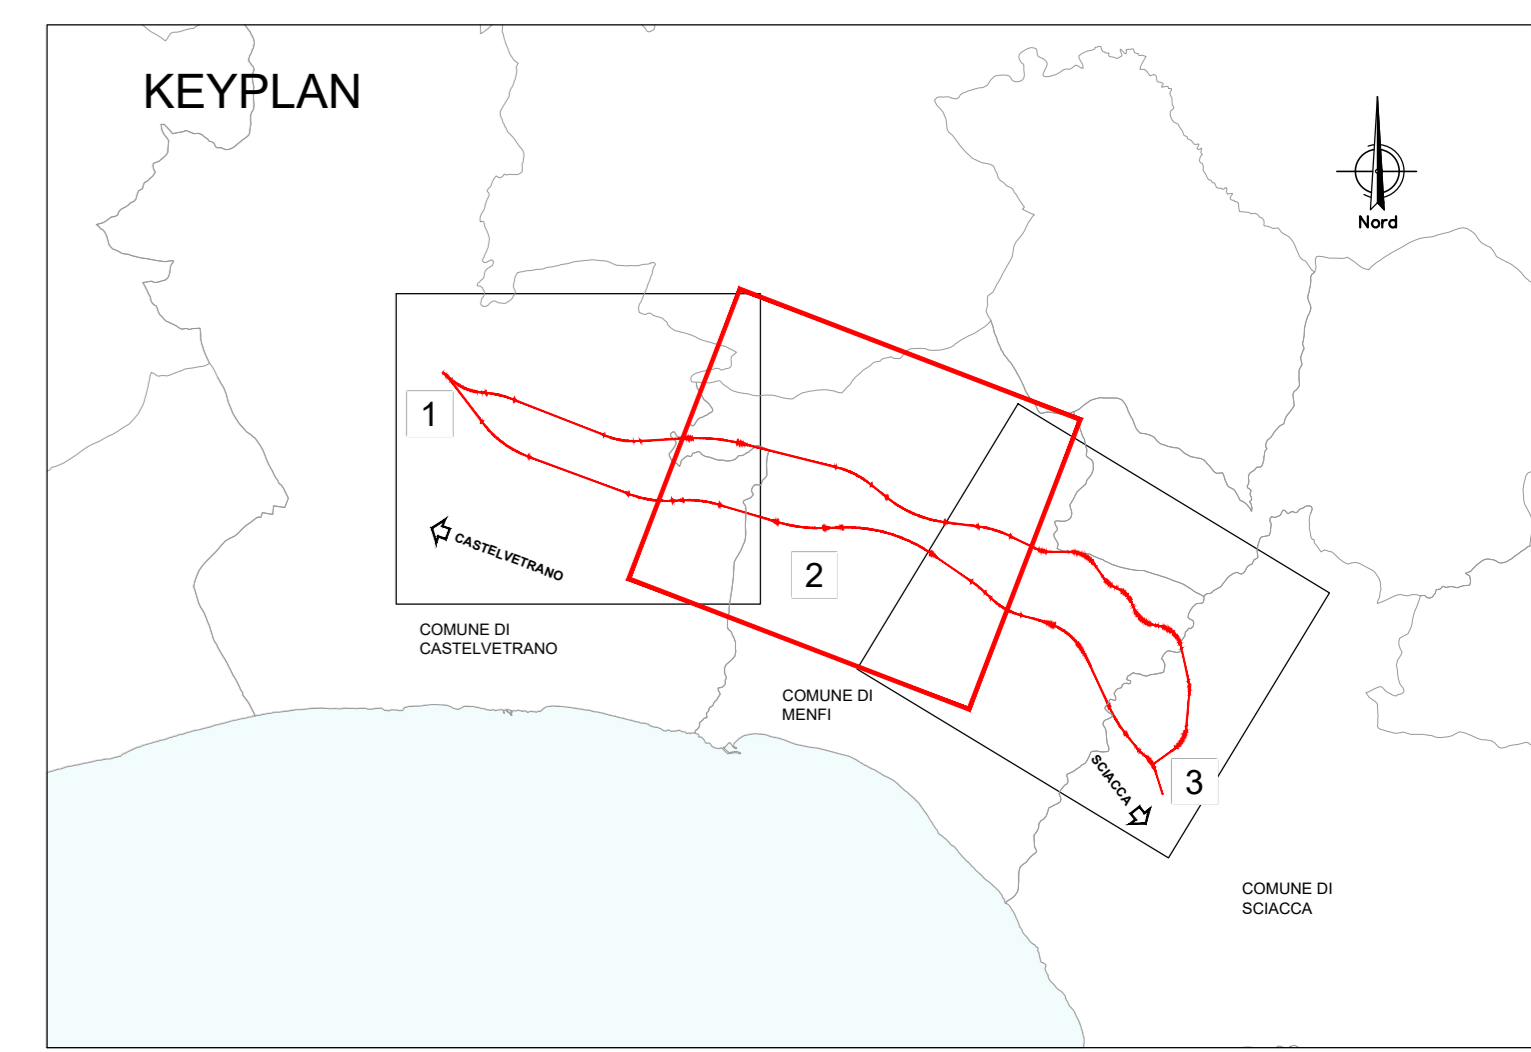 KEYPLAN
Nord
1
CASTELVETRANO
2
COMUNE DI
CASTELVETRANO
COMUNE DI
MENFI
SCIACCA
3
COMUNE DI
SCIACCA